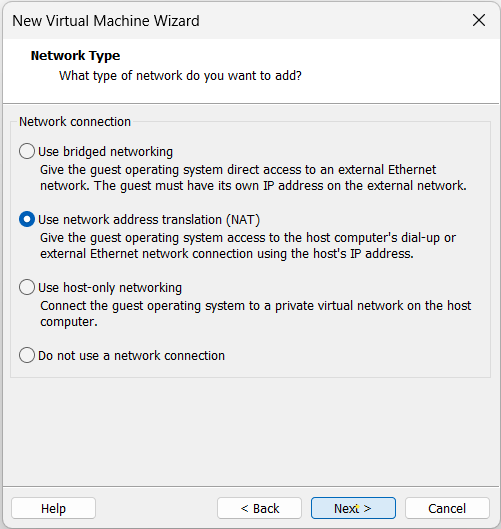 New Virtual Machine Wizard
Network Type
What type of network do you want to add?
Network connection
Use bridged networking
Give the guest operating system direct access to an external Ethernet
network. The guest must have its own IP address on the external network.
Use network address translation (NAT)
Give the guest operating system access to the host computer's dial-up or
external Ethernet network connection using the host's IP address.
Use host-only networking
Connect the guest operating system to a private virtual network on the host
computer.
Do not use a network connection
Help
< Back
Next >
Cancel